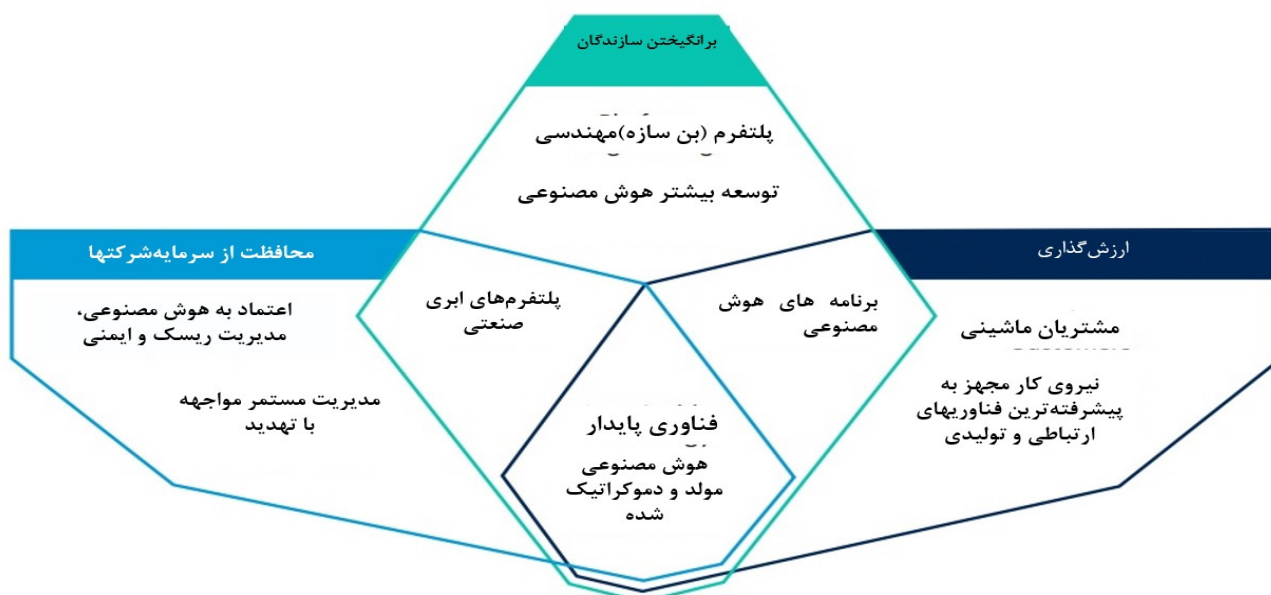 برانگیختن سازندگان
پلتفرم (بن سازه)مهندسی
توسعه بیشتر هوش مصنوعی
ارزش‌گذاری
محافظت از سرمایه‌شرکتها
مشتریان ماشینی
نیروی کار مجهز به
پیشرفته‌ترین فناوریهای
ارتباطی و تولیدی
برنامه های هوش
مصنوعی
پلتفرم‌های ابری
صنعتی
اعتماد به هوش مصنوعی،
مدیریت ریسک و ایمنی
مدیریت مستمر مواجهه
با تهدید
فناوری پایدار
هوش مصنوعی
مولد و دموکراتیک
شده